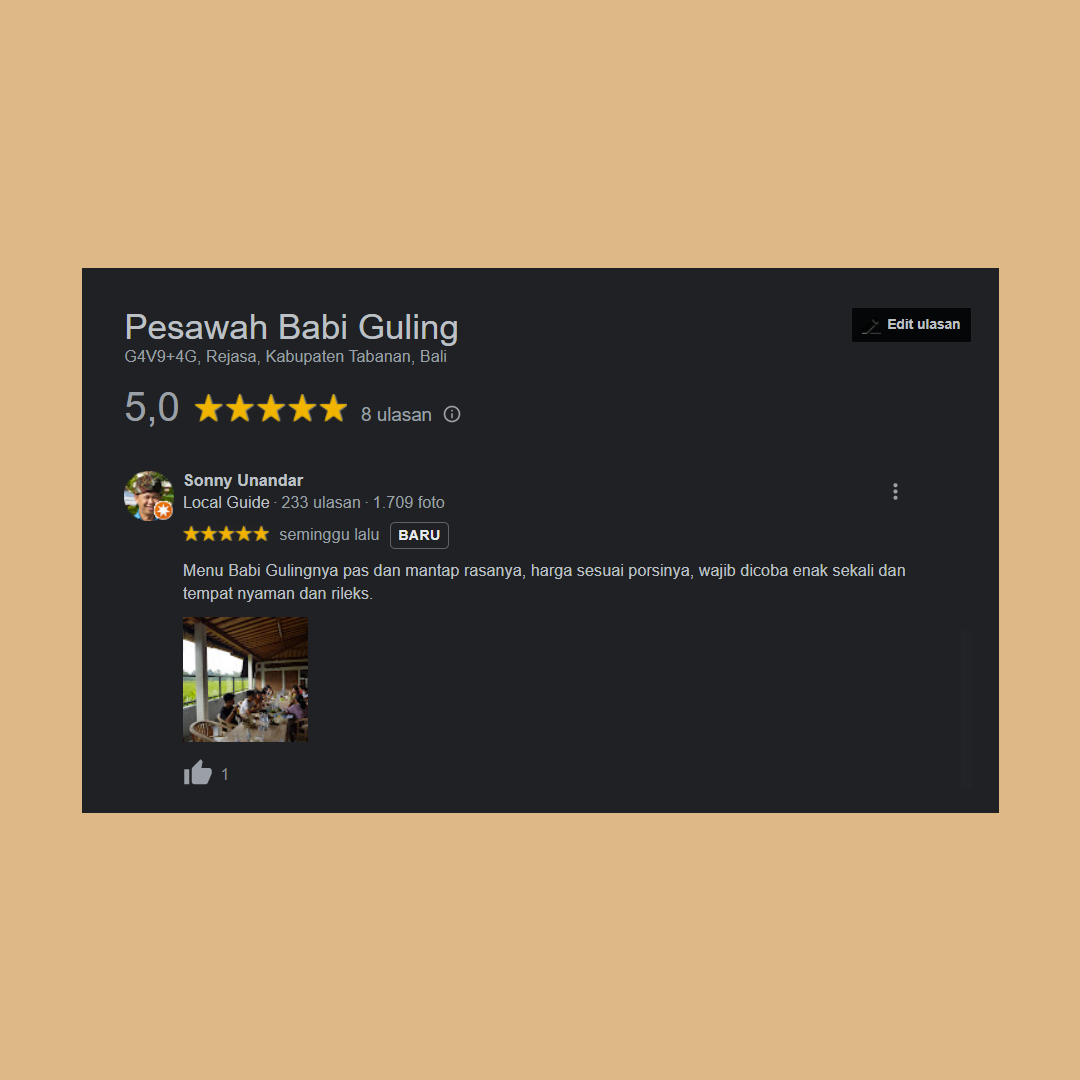 Pesawah Babi Guling
Edit ulasan
G4V9+4G, Rejasa, Kabupaten Tabanan, Bali
5,0 8 ulasan
Sonny Unandar
Local Guide · 233 ulasan · 1.709 foto
seminggu lalu BARU
Menu Babi Gulingnya pas dan mantap rasanya, harga sesuai porsinya, wajib dicoba enak sekali dan
tempat nyaman dan rileks.
1